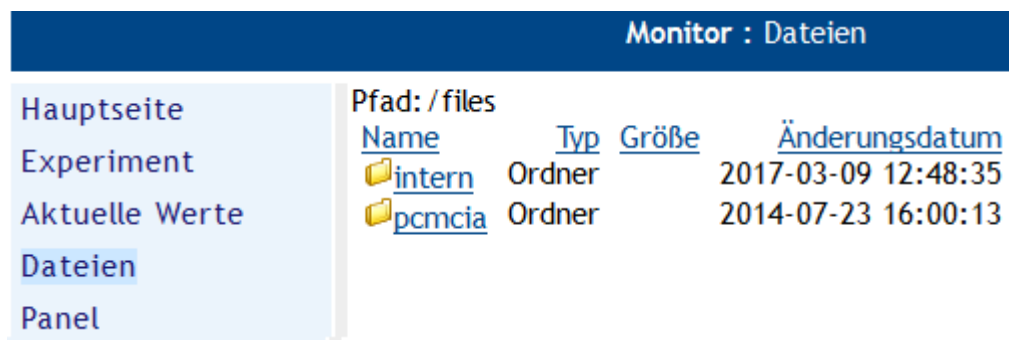 Monitor : Dateien
Hauptseite
Experiment
Aktuelle Werte
Dateien
Panel
Pfad: /files
Name Typ Größe Änderungsdatum
intern Ordner 2017-03-09 12:48:35
pcmcia Ordner 2014-07-23 16:00:13